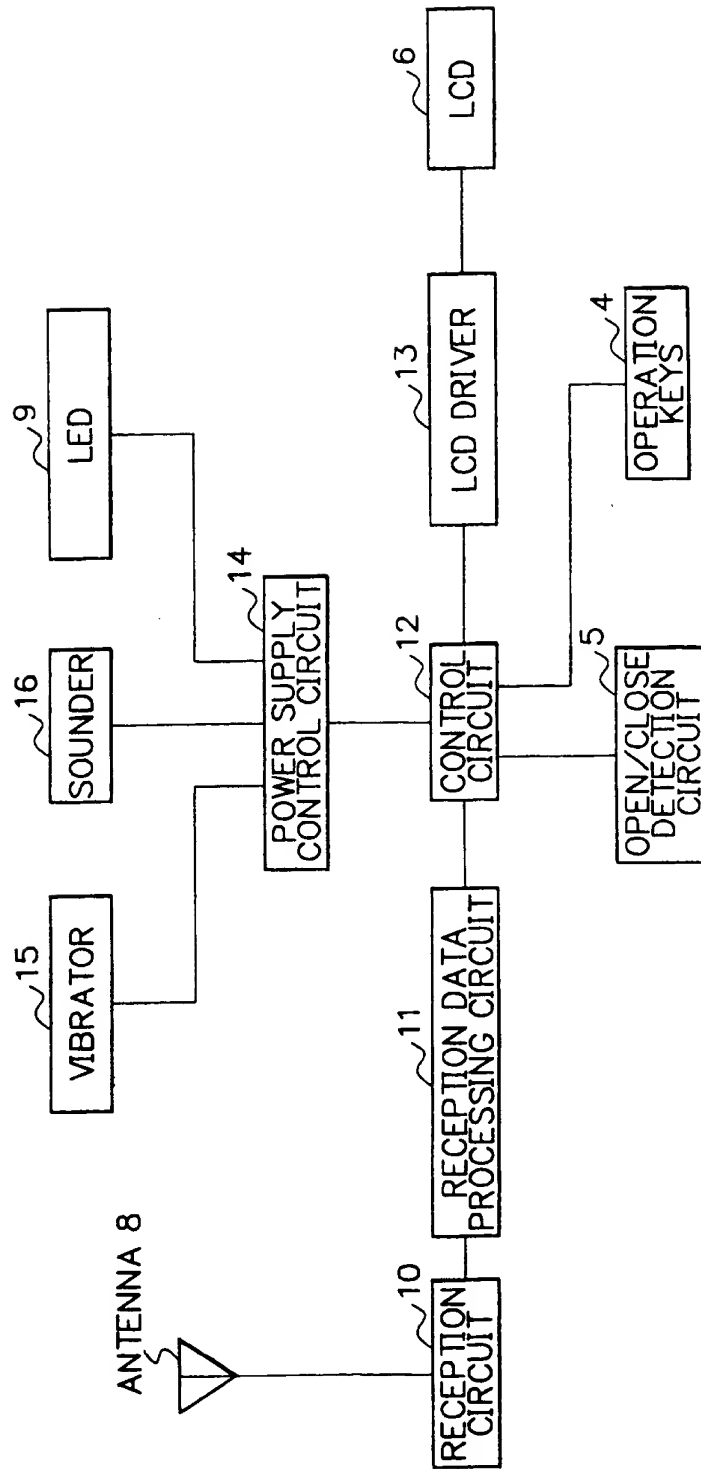 ANTENNA 8
10
RECEPTION
CIRCUIT
11
RECEPTION DATA
PROCESSING CIRCUIT
15
VIBRATOR
16
SOUNDER
9
LED
14
POWER SUPPLY
CONTROL CIRCUIT
12
CONTROL
CIRCUIT
13
LCD DRIVER
6
LCD
5
OPEN/CLOSE
DETECTION
CIRCUIT
4
OPERATION
KEYS